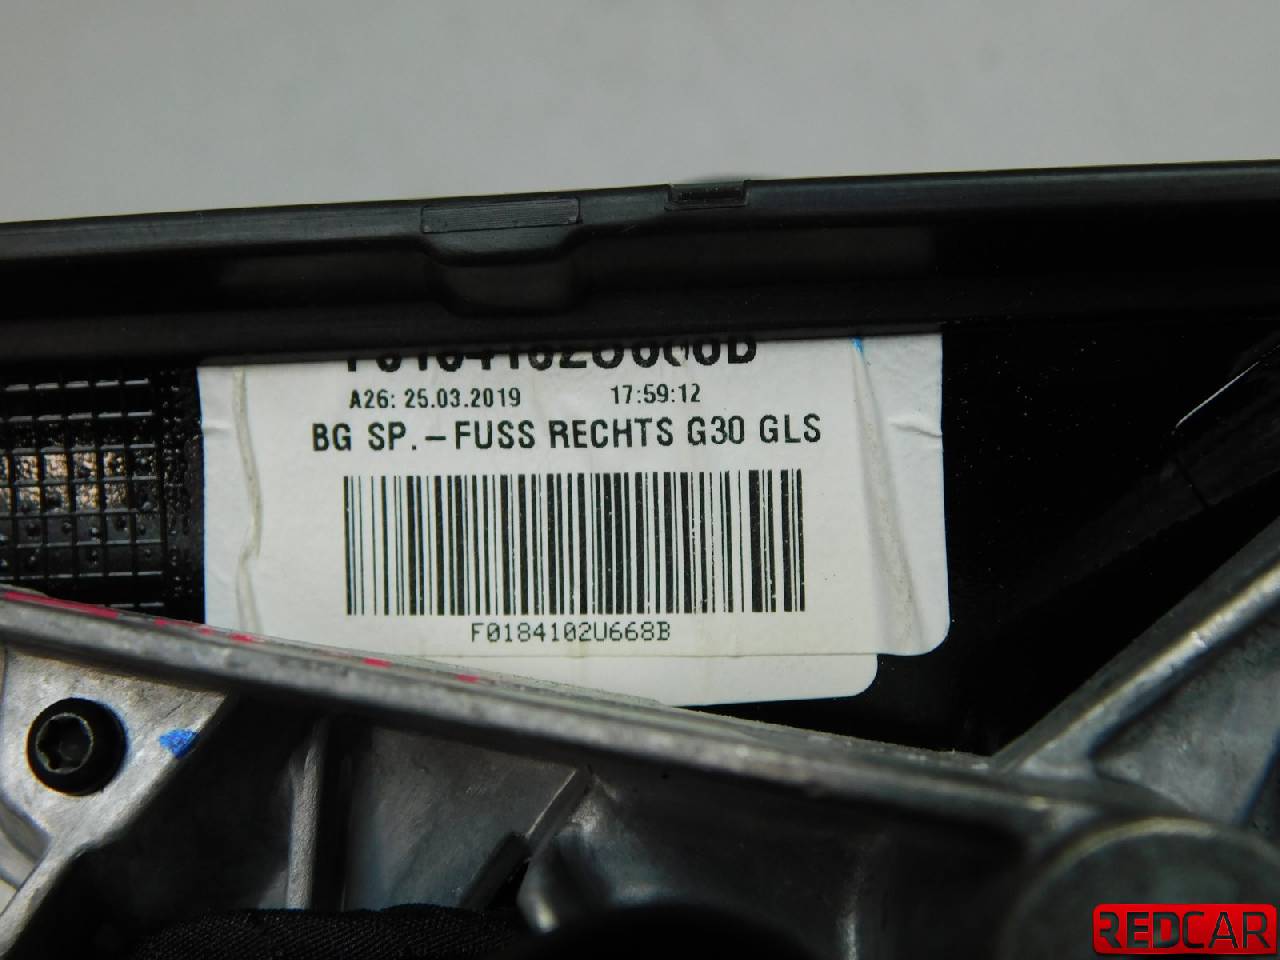 A26: 25.03.2019 17:59:12
BG SP.-FUSS RECHTS G30 GLS
F0184102U668B
REDCAR